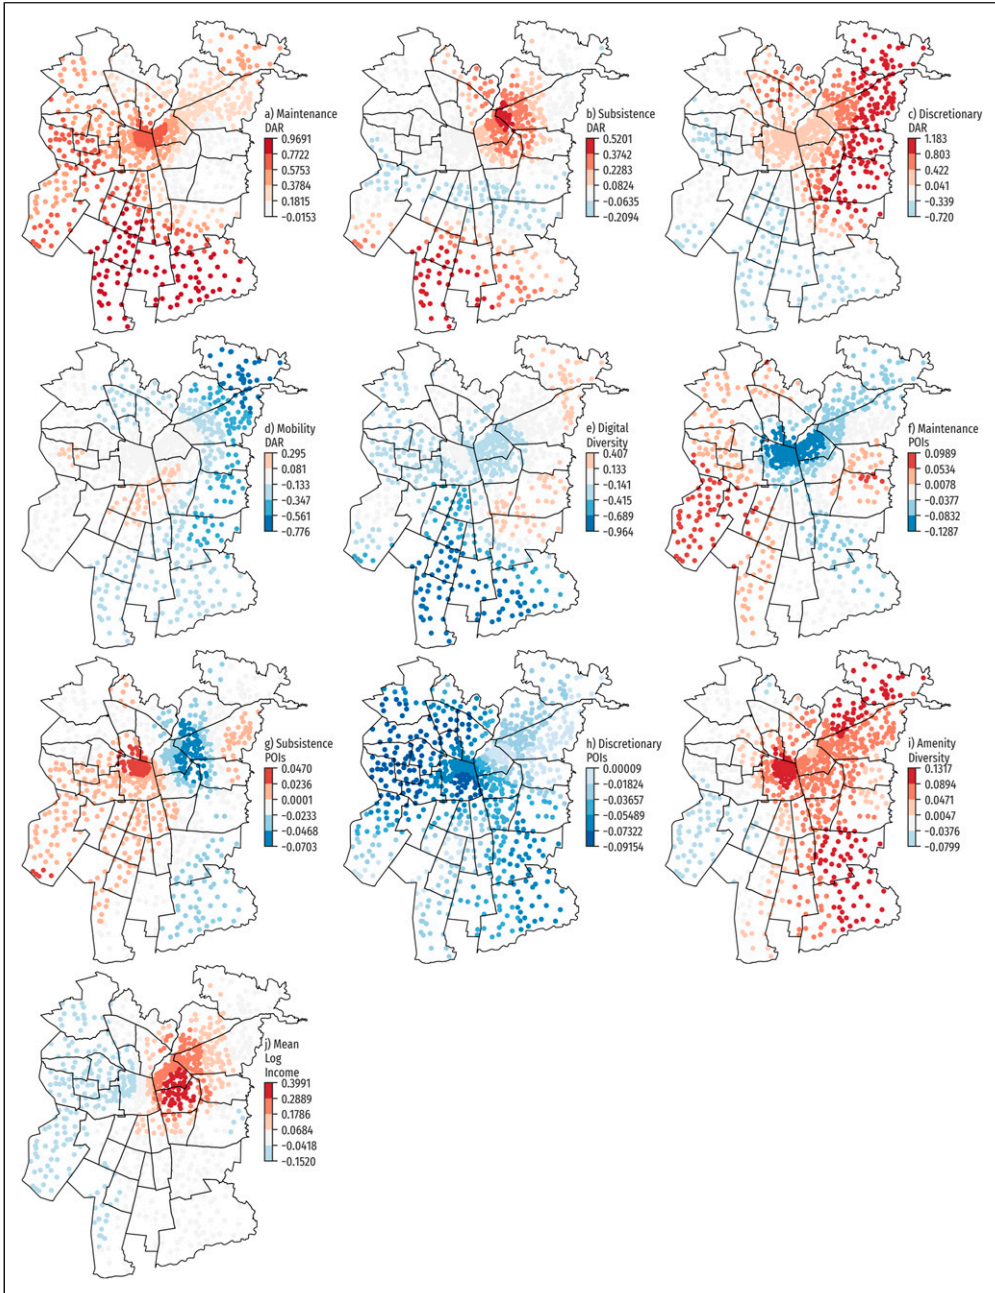 a) Maintenance
DAR
0.9691
0.7722
0.5753
0.3784
0.1815
−0.0153
b) Subsistence
DAR
0.5201
0.3742
0.2283
0.0824
−0.0635
−0.2094
c) Discretionary
DAR
1.183
0.803
0.422
0.041
−0.339
−0.720
d) Mobility
DAR
0.295
0.081
−0.133
−0.347
−0.561
−0.776
e) Digital
Diversity
0.407
0.133
−0.141
−0.415
−0.689
−0.964
f) Maintenance
POIs
0.0989
0.0534
0.0078
−0.0377
−0.0832
−0.1287
g) Subsistence
POIs
0.0470
0.0236
0.0001
−0.0233
−0.0468
−0.0703
h) Discretionary
POIs
0.00009
−0.01824
−0.03657
−0.05489
−0.07322
−0.09154
i) Amenity
Diversity
0.1317
0.0894
0.0471
0.0047
−0.0376
−0.0799
j) Mean
Log
Income
0.3991
0.2889
0.1786
0.0684
−0.0418
−0.1520